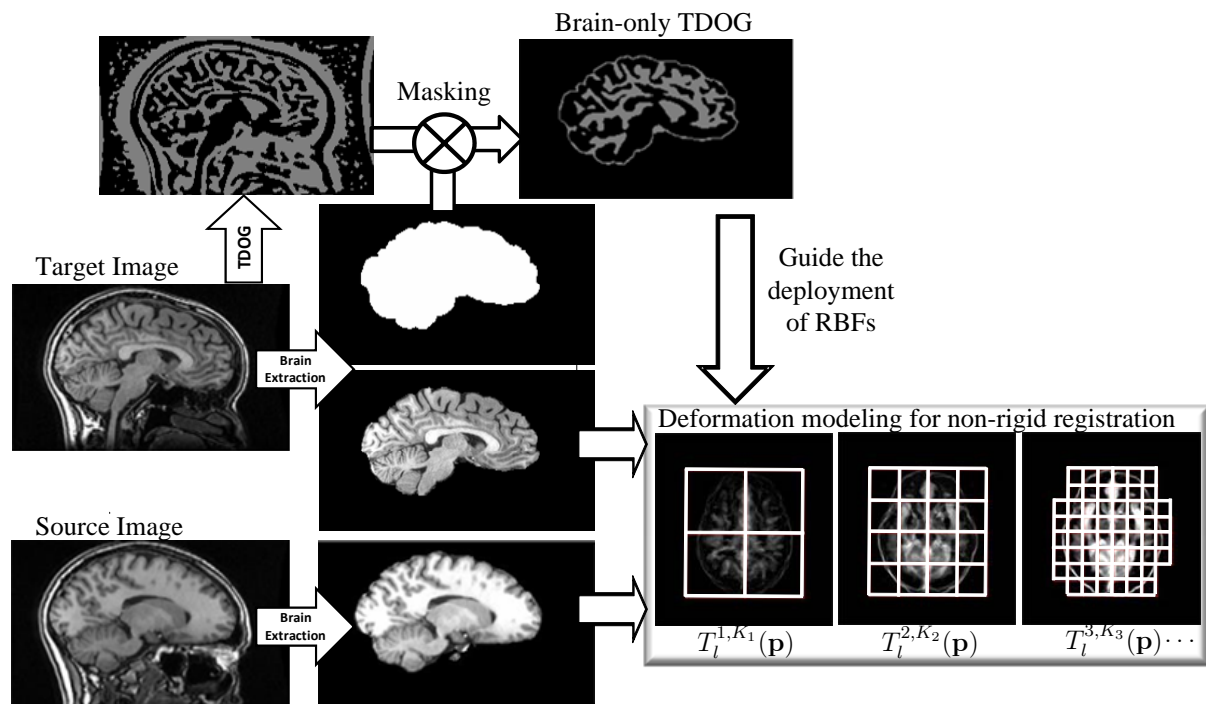 Brain-only TDOG
Masking
TDOG
Target Image
Guide the
deployment
of RBFs
Brain
Extraction
Deformation modeling for non-rigid registration
Source Image
Brain
Extraction
$T_l^{1,K_1}(\mathbf{p})$ $T_l^{2,K_2}(\mathbf{p})$ $T_l^{3,K_3}(\mathbf{p}) \cdots$